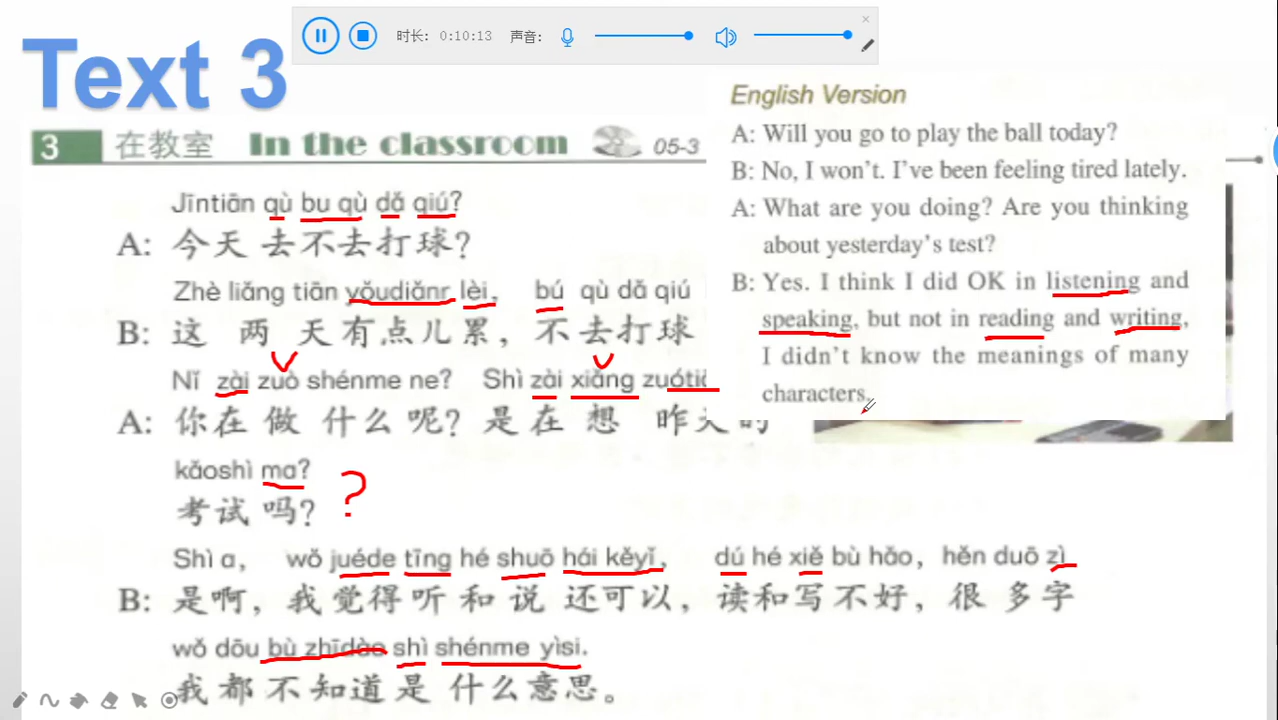 时长: 0:10:13 声音:
Text 3
3 在教室 In the classroom 05-3
Jīntiān qù bu qù dǎ qiú?
A: 今天 去不去打球?
Zhè liǎng tiān yǒudiǎnr lèi, bú qù dǎ qiú
B: 这 两 天有点儿累, 不去打球
Nǐ zài zuò shénme ne? Shì zài xiǎng
A: 你在 做 什么 呢? 是在 想 昨天的
kǎoshì ma?
考试 吗? ?
Shì a, wǒ juéde tīng hé shuō hái kěyǐ, dú hé xiě bù hǎo, hěn duō zì
B: 是啊, 我 觉得听 和 说 还可以, 读和写不好, 很 多字
wǒ dōu bù zhīdào shì shénme yìsi.
我 都 不 知道 是 什么意思。
English Version
A: Will you go to play the ball today?
B: No, I won't. I've been feeling tired lately.
A: What are you doing? Are you thinking
about yesterday's test?
B: Yes. I think I did OK in listening and
speaking, but not in reading and writing,
I didn't know the meanings of many
characters.